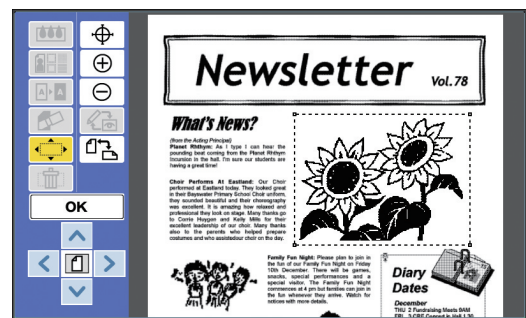 Newsletter Vol. 78
What's News?
(from the Acting Principal)
Planet Rhthym: As I type I can hear the
pounding beat coming from the Planet Rhthym
incursion in the hall. I'm sure our students are
having a great time!
Choir Performs At Eastland: Our Choir
performed at Eastland today. They looked great
in their Bayswater Primary School Choir uniform,
they sounded beautiful and their choreography
was excellent. It is amazing how relaxed and
professional they look on stage. Many thanks go
to Corrie Huygen and Kelly Mills for their
excellent leadership of our choir. Many thanks
also to the parents who helped prepare
costumes and who assisted our choir on the day.
OK
Family Fun Night: Please plan to join in
the fun of our Family Fun Night on Friday
10th December. There will be games,
snacks, special performances and a
special visitor. The Family Fun Night
commences at 4 pm but families can join in
the fun whenever they arrive. Watch for
notices with more details.
Diary
Dates
December
THU 2 Fundraising Meets 9AM